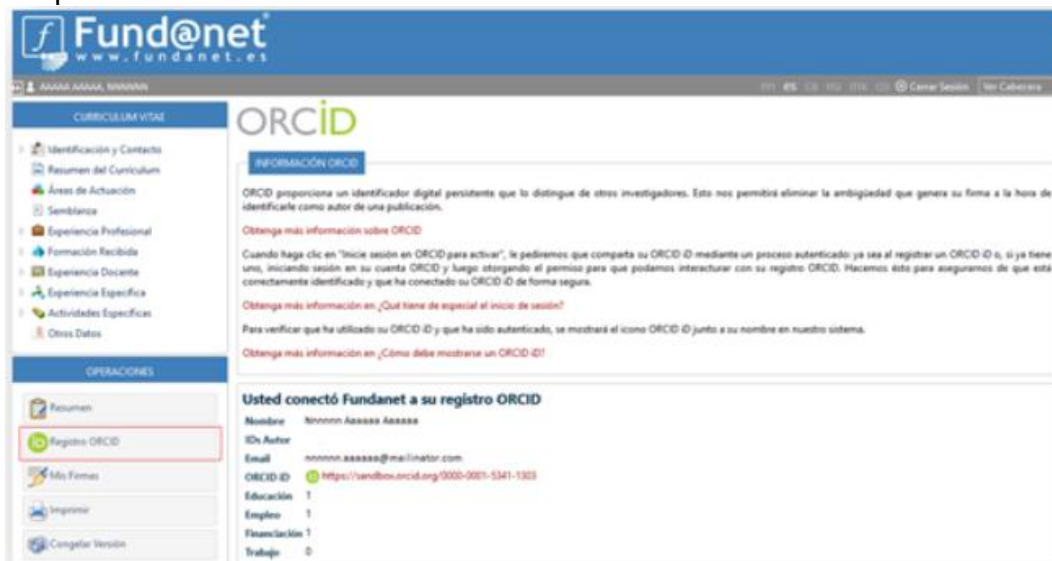 Fund@net
www.fundanet.es
AAAAA AAAAA, NNNNNN
es
Cerrar Sesión
Ver Cabecera
CURRICULUM VITAE
Identificación y Contacto
Resumen del Curriculum
Áreas de Actuación
Semblanza
Experiencia Profesional
Formación Recibida
Experiencia Docente
Experiencia Específica
Actividades Específicas
Otros Datos
OPERACIONES
Resumen
Registro ORCID
Mis Firmas
Imprimir
Congelar Versión
ORCID
INFORMACIÓN ORCID
ORCID proporciona un identificador digital persistente que lo distingue de otros investigadores. Esto nos permitirá eliminar la ambigüedad que genera su firma a la hora de
identificarle como autor de una publicación.
Obtenga más información sobre ORCID
Cuando haga clic en "Inicie sesión en ORCID para activar", le pediremos que comparta su ORCID iD mediante un proceso autenticado: ya sea al registrar un ORCID iD o, si ya tiene
uno, iniciando sesión en su cuenta ORCID y luego otorgando el permiso para que podamos interacturar con su registro ORCID. Hacemos ésto para asegurarnos de que está
correctamente identificado y que ha conectado su ORCID iD de forma segura.
Obtenga más información en ¿Qué tiene de especial el inicio de sesión?
Para verificar que ha utilizado su ORCID iD y que ha sido autenticado, se mostrará el icono ORCID iD junto a su nombre en nuestro sistema.
Obtenga más información en ¿Cómo debe mostrarse un ORCID iD?
Usted conectó Fundanet a su registro ORCID
Nombre Nnnnnn Aaaaaa Aaaaaa
IDs Autor
Email nnnnnn.aaaaaa@mailinator.com
ORCID iD https://sandbox.orcid.org/0000-0001-5341-1303
Educación 1
Empleo 1
Financiación 1
Trabajo 0